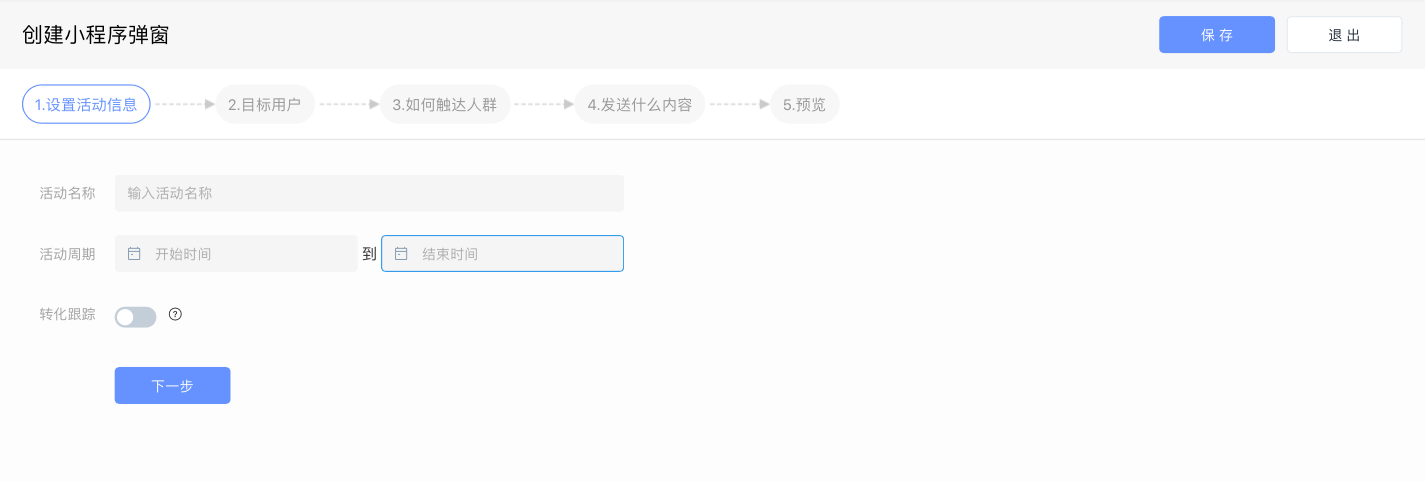 创建小程序弹窗
保 存
退 出
1.设置活动信息
2.目标用户
3.如何触达人群
4.发送什么内容
5.预览
活动名称
输入活动名称
活动周期
开始时间
到
结束时间
转化跟踪
?
下一步